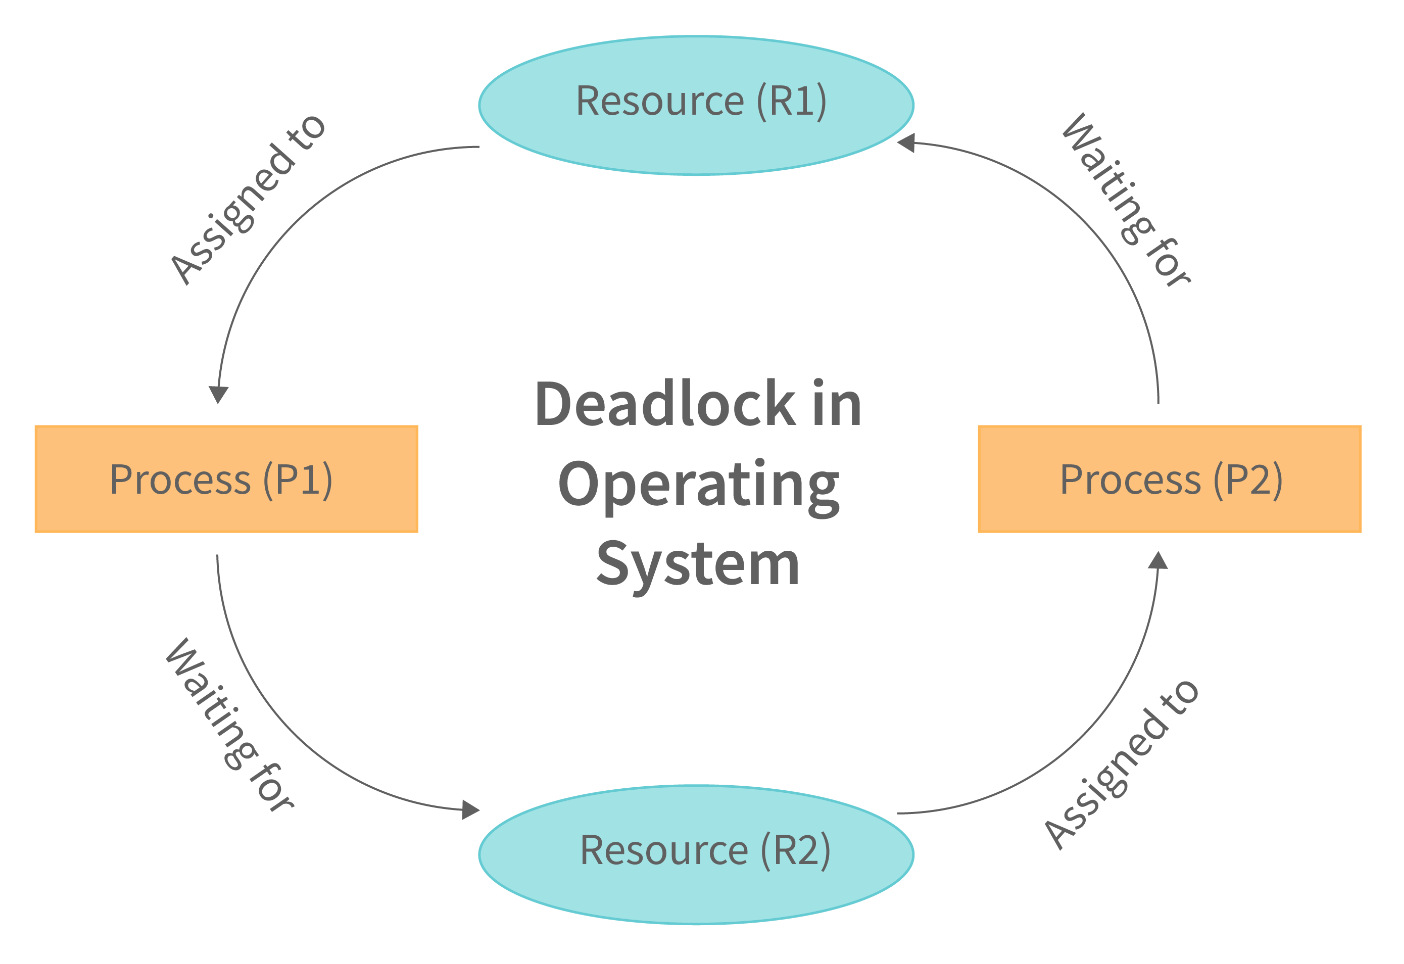 Resource (R1)
Assigned to
Waiting for
Process (P1)
Deadlock in
Operating
System
Process (P2)
Waiting for
Assigned to
Resource (R2)